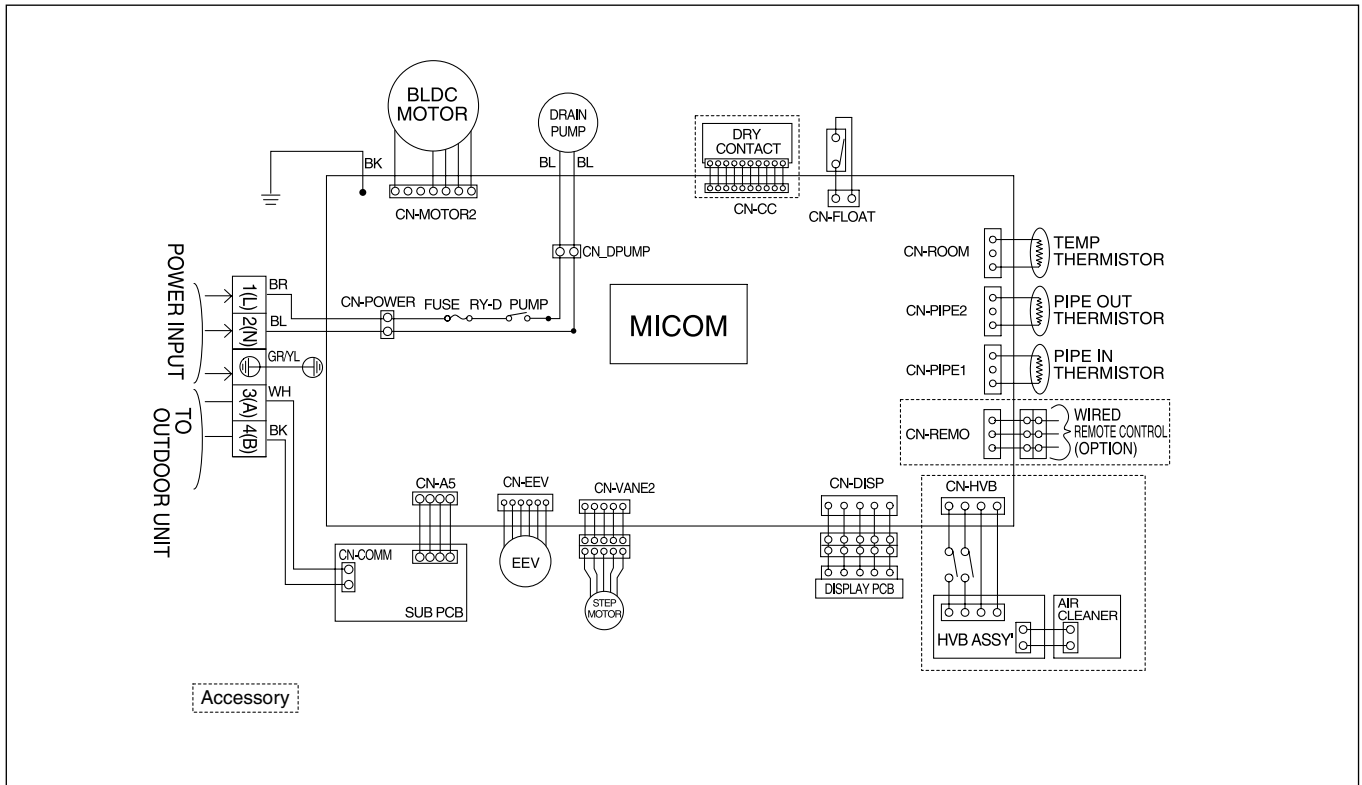 BLDC
MOTOR
DRAIN
PUMP
DRY
CONTACT
BK
BL BL
CN-MOTOR2
CN-CC
CN-FLOAT
CN_DPUMP
CN-ROOM
TEMP
THERMISTOR
CN-PIPE2
PIPE OUT
THERMISTOR
CN-PIPE1
PIPE IN
THERMISTOR
CN-REMO
WIRED
REMOTE CONTROL
(OPTION)
POWER INPUT
TO
OUTDOOR UNIT
1(L)
2(N)
3(A)
4(B)
BR
BL
GR/YL
WH
BK
CN-POWER
FUSE RY-D PUMP
MICOM
CN-A5
CN-EEV
CN-VANE2
CN-DISP
CN-HVB
CN-COMM
SUB PCB
EEV
STEP
MOTOR
DISPLAY PCB
HVB ASSY'
AIR
CLEANER
Accessory